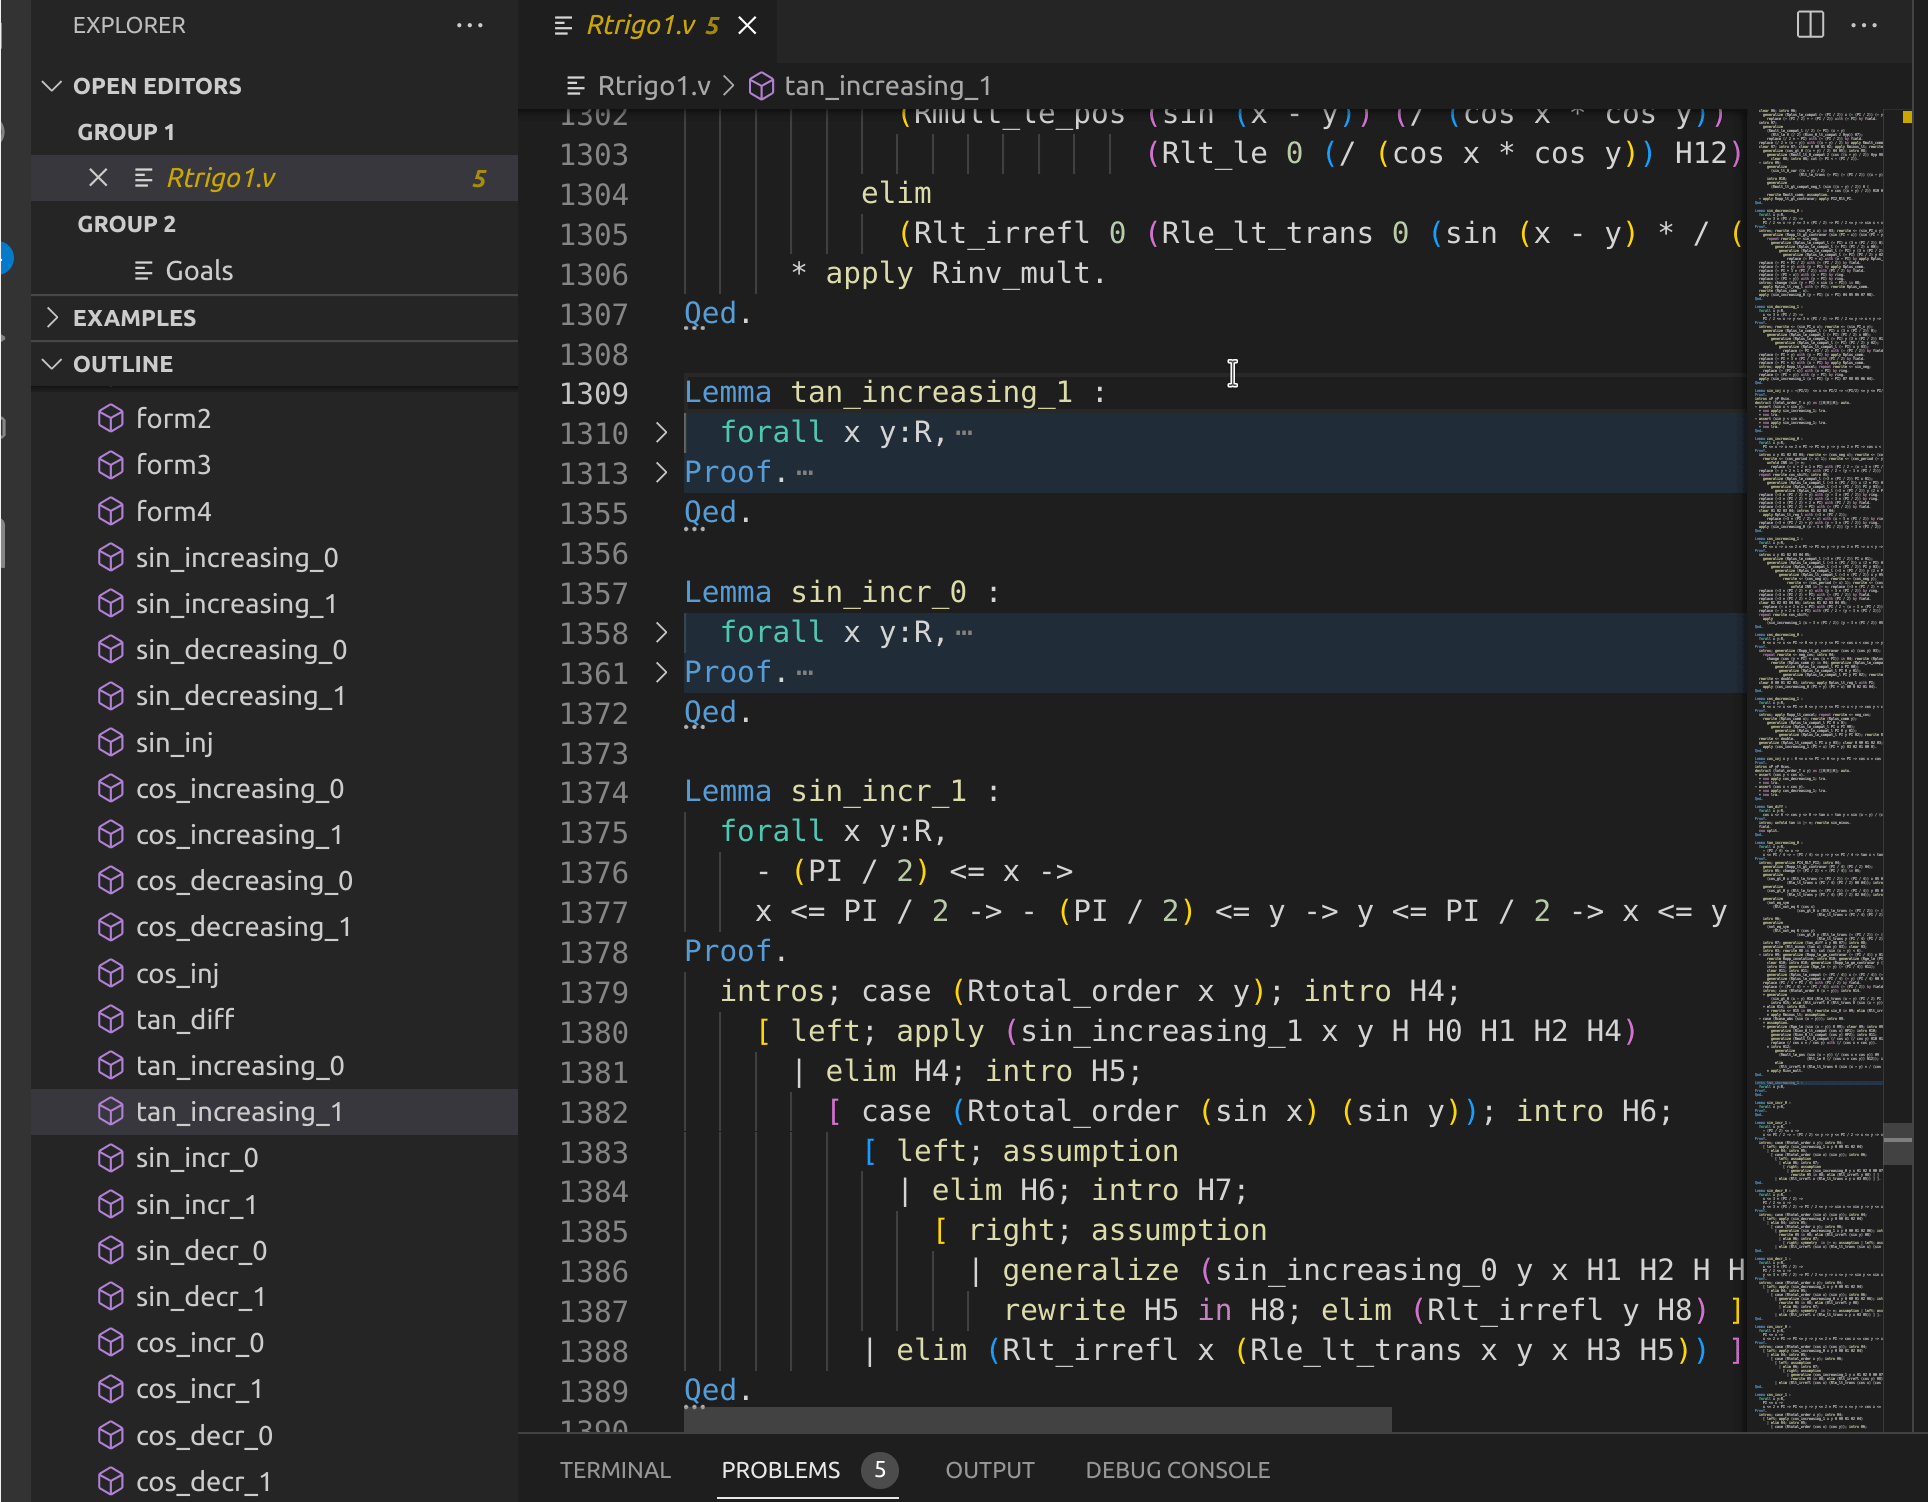 EXPLORER
OPEN EDITORS
GROUP 1
Rtrigo1.v 5
GROUP 2
Goals
EXAMPLES
OUTLINE
form2
form3
form4
sin_increasing_0
sin_increasing_1
sin_decreasing_0
sin_decreasing_1
sin_inj
cos_increasing_0
cos_increasing_1
cos_decreasing_0
cos_decreasing_1
cos_inj
tan_diff
tan_increasing_0
tan_increasing_1
sin_incr_0
sin_incr_1
sin_decr_0
sin_decr_1
cos_incr_0
cos_incr_1
cos_decr_0
cos_decr_1
Rtrigo1.v 5
Rtrigo1.v > tan_increasing_1
1302 (Rmult_le_pos (sin (x - y)) (/ (cos x * cos y))
1303 (Rlt_le 0 (/ (cos x * cos y)) H12)
1304 elim
1305 (Rlt_irrefl 0 (Rle_lt_trans 0 (sin (x - y) * / (
1306 * apply Rinv_mult.
1307 Qed.
1308
1309 Lemma tan_increasing_1 :
1310 forall x y:R, ⋯
1313 Proof. ⋯
1355 Qed.
1356
1357 Lemma sin_incr_0 :
1358 forall x y:R, ⋯
1361 Proof. ⋯
1372 Qed.
1373
1374 Lemma sin_incr_1 :
1375 forall x y:R,
1376 - (PI / 2) <= x ->
1377 x <= PI / 2 -> - (PI / 2) <= y -> y <= PI / 2 -> x <= y
1378 Proof.
1379 intros; case (Rtotal_order x y); intro H4;
1380 [ left; apply (sin_increasing_1 x y H H0 H1 H2 H4)
1381 | elim H4; intro H5;
1382 [ case (Rtotal_order (sin x) (sin y)); intro H6;
1383 [ left; assumption
1384 | elim H6; intro H7;
1385 [ right; assumption
1386 | generalize (sin_increasing_0 y x H1 H2 H H
1387 rewrite H5 in H8; elim (Rlt_irrefl y H8) ]
1388 | elim (Rlt_irrefl x (Rle_lt_trans x y x H3 H5)) ]
1389 Qed.
1390
TERMINAL PROBLEMS 5 OUTPUT DEBUG CONSOLE